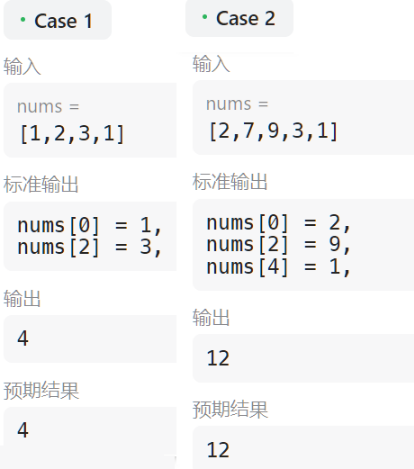 Case 1
输入
nums =
[1,2,3,1]
标准输出
nums[0] = 1,
nums[2] = 3,
输出
4
预期结果
4
Case 2
输入
nums =
[2,7,9,3,1]
标准输出
nums[0] = 2,
nums[2] = 9,
nums[4] = 1,
输出
12
预期结果
12